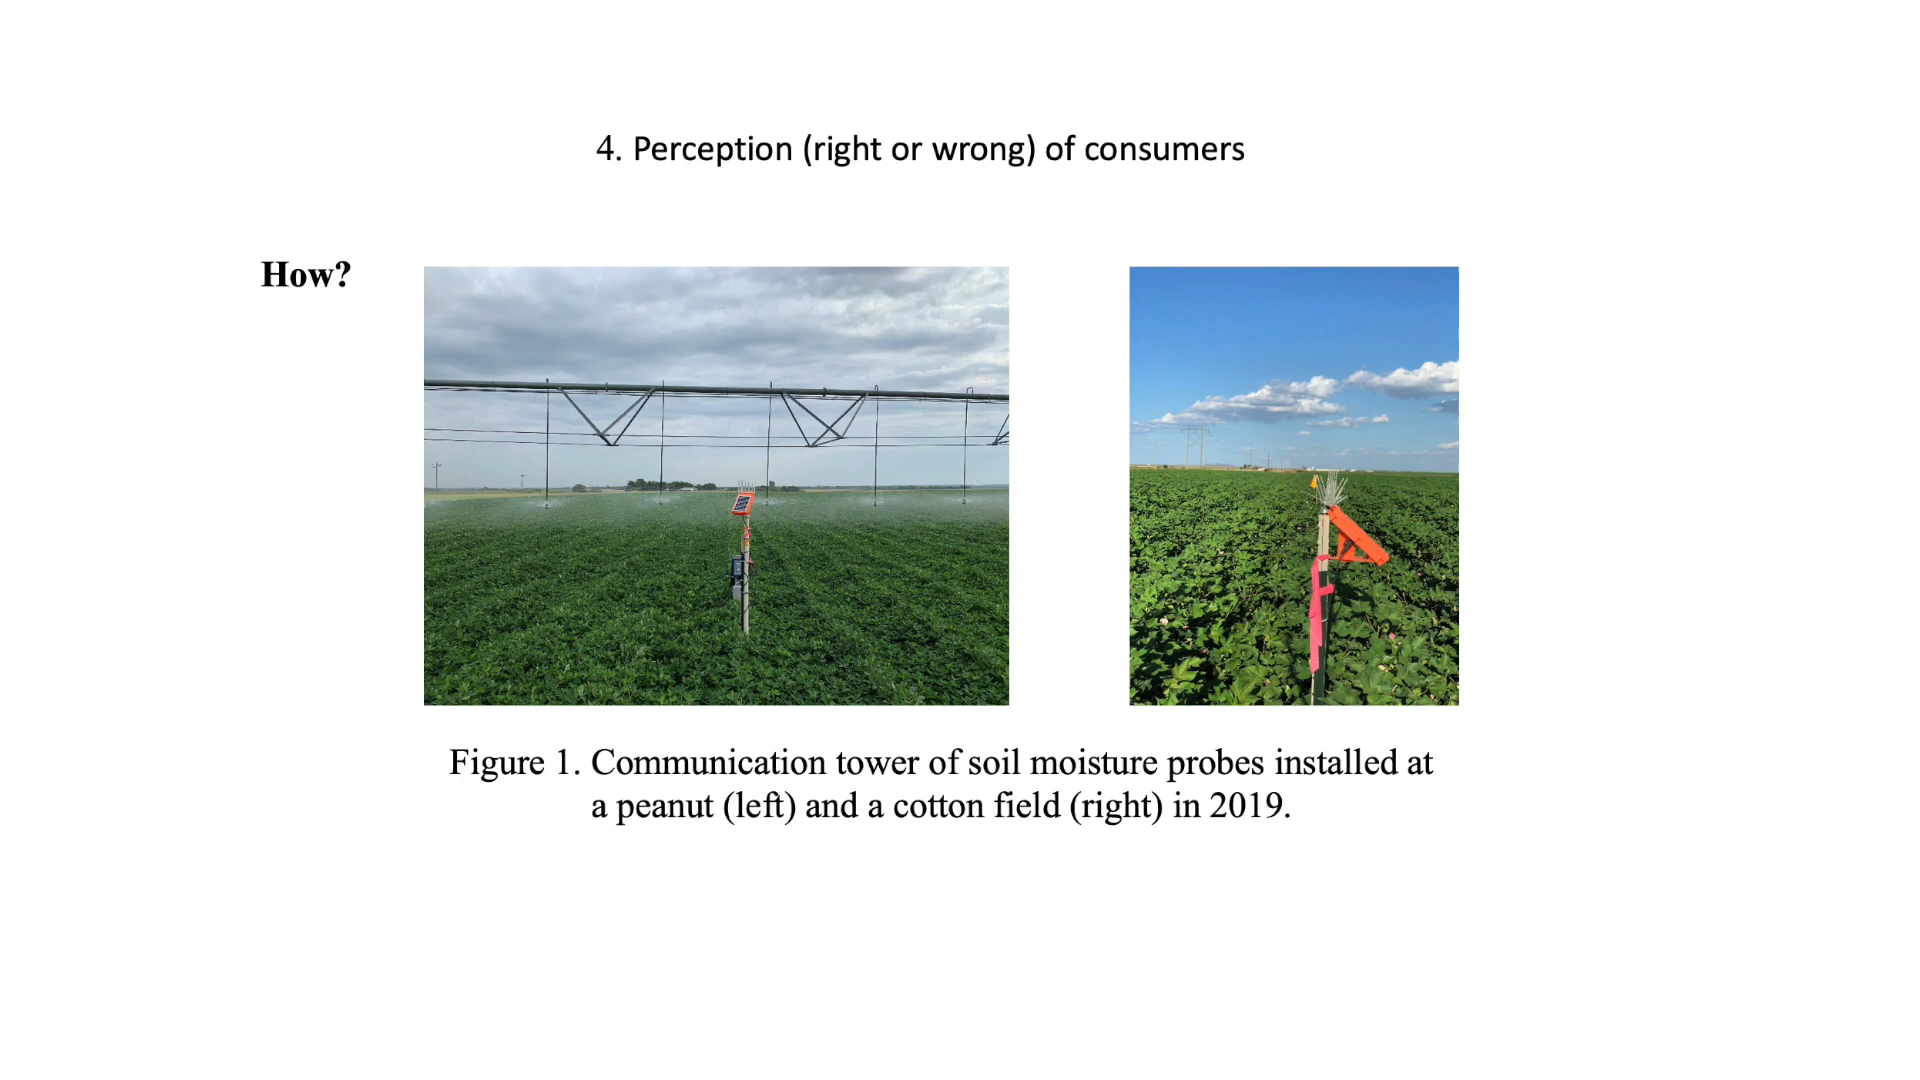 4. Perception (right or wrong) of consumers
How?
Figure 1. Communication tower of soil moisture probes installed at
a peanut (left) and a cotton field (right) in 2019.